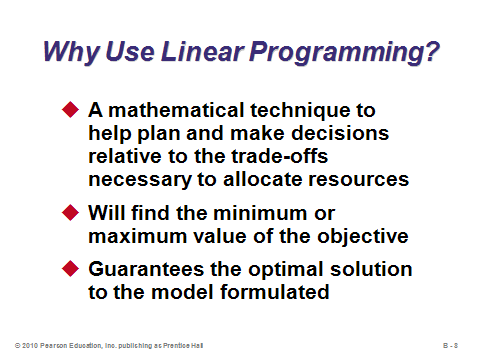 Why Use Linear Programming?
A mathematical technique to
help plan and make decisions
relative to the trade-offs
necessary to allocate resources
Will find the minimum or
maximum value of the objective
Guarantees the optimal solution
to the model formulated
© 2010 Pearson Education, Inc. publishing as Prentice Hall
B - 8